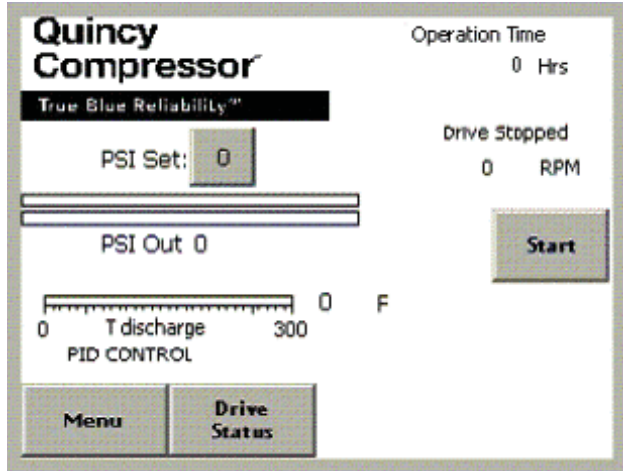 Quincy
Compressor
True Blue Reliability™
Operation Time
0 Hrs
Drive Stopped
0 RPM
PSI Set: 0
PSI Out 0
Start
0 F
0 T discharge 300
PID CONTROL
Menu
Drive
Status